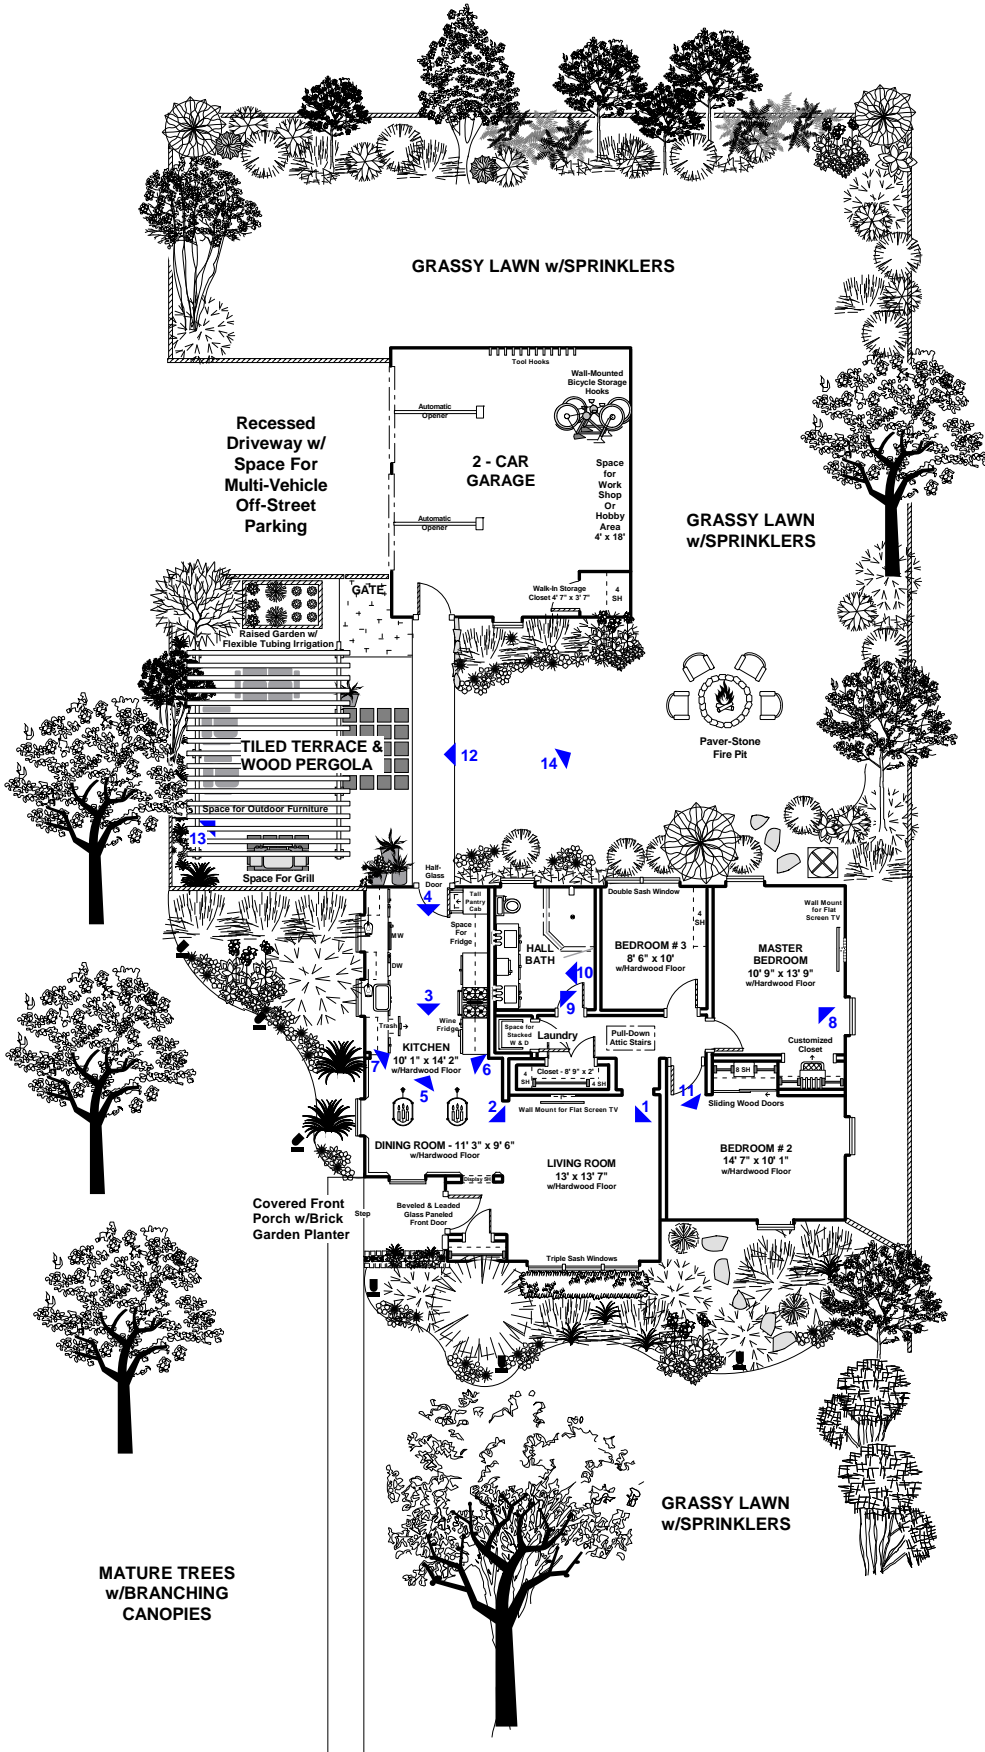 GRASSY LAWN w/SPRINKLERS
Tool Hooks
Wall-Mounted
Bicycle Storage
Hooks
Automatic
Opener
Recessed
Driveway w/
Space For
Multi-Vehicle
Off-Street
Parking
2 - CAR
GARAGE
Space
for
Work
Shop
Or
Hobby
Area
4' x 18'
GRASSY LAWN
w/SPRINKLERS
Automatic
Opener
Walk-In Storage
Closet 4' 7" x 3' 7"
4
SH
GATE
Raised Garden w/
Flexible Tubing Irrigation
TILED TERRACE &
WOOD PERGOLA
12
14
Paver-Stone
Fire Pit
Space for Outdoor Furniture
13
Space For Grill
Half-
Glass
Door
4
Tall
Pantry
Cab
Space
For
Fridge
MW
DW
Double Sash Window
4
SH
Wall Mount
for Flat
Screen TV
HALL
BATH
BEDROOM # 3
8' 6" x 10'
w/Hardwood Floor
MASTER
BEDROOM
10' 9" x 13' 9"
w/Hardwood Floor
10
9
3
8
Trash
Wine
Fridge
KITCHEN
10' 1" x 14' 2"
w/Hardwood Floor
Space for
Stacked
W & D
Laundry
Pull-Down
Attic Stairs
Customized
Closet
7
6
5
Closet - 8' 9" x 2'
4
SH
4 SH
8 SH
11
Sliding Wood Doors
2
Wall Mount for Flat Screen TV
1
DINING ROOM - 11' 3" x 9' 6"
w/Hardwood Floor
LIVING ROOM
13' x 13' 7"
w/Hardwood Floor
BEDROOM # 2
14' 7" x 10' 1"
w/Hardwood Floor
Display SH
Covered Front
Porch w/Brick
Garden Planter
Step
Beveled & Leaded
Glass Paneled
Front Door
Triple Sash Windows
GRASSY LAWN
w/SPRINKLERS
MATURE TREES
w/BRANCHING
CANOPIES